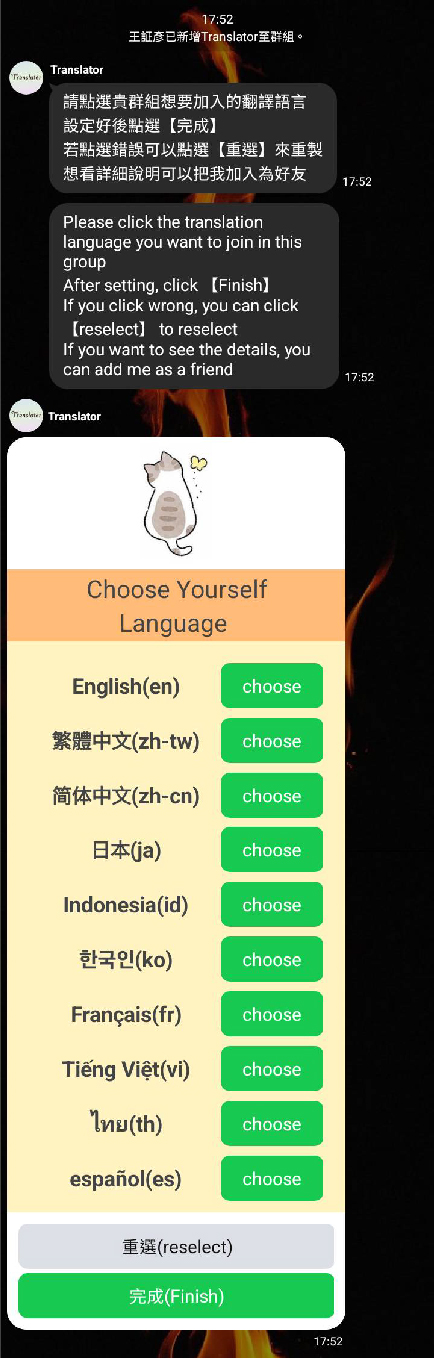 17:52
王証彥已新增Translator至群組。
Translator
Translator
請點選貴群組想要加入的翻譯語言
設定好後點選【完成】
若點選錯誤可以點選【重選】來重製
想看詳細說明可以把我加入為好友
17:52
Please click the translation
language you want to join in this
group
After setting, click 【Finish】
If you click wrong, you can click
【reselect】 to reselect
If you want to see the details, you
can add me as a friend
17:52
Translator
Translator
Choose Yourself
Language
English(en) choose
繁體中文(zh-tw) choose
简体中文(zh-cn) choose
日本(ja) choose
Indonesia(id) choose
한국인(ko) choose
Français(fr) choose
Tiếng Việt(vi) choose
ไทย(th) choose
español(es) choose
重選(reselect)
完成(Finish)
17:52